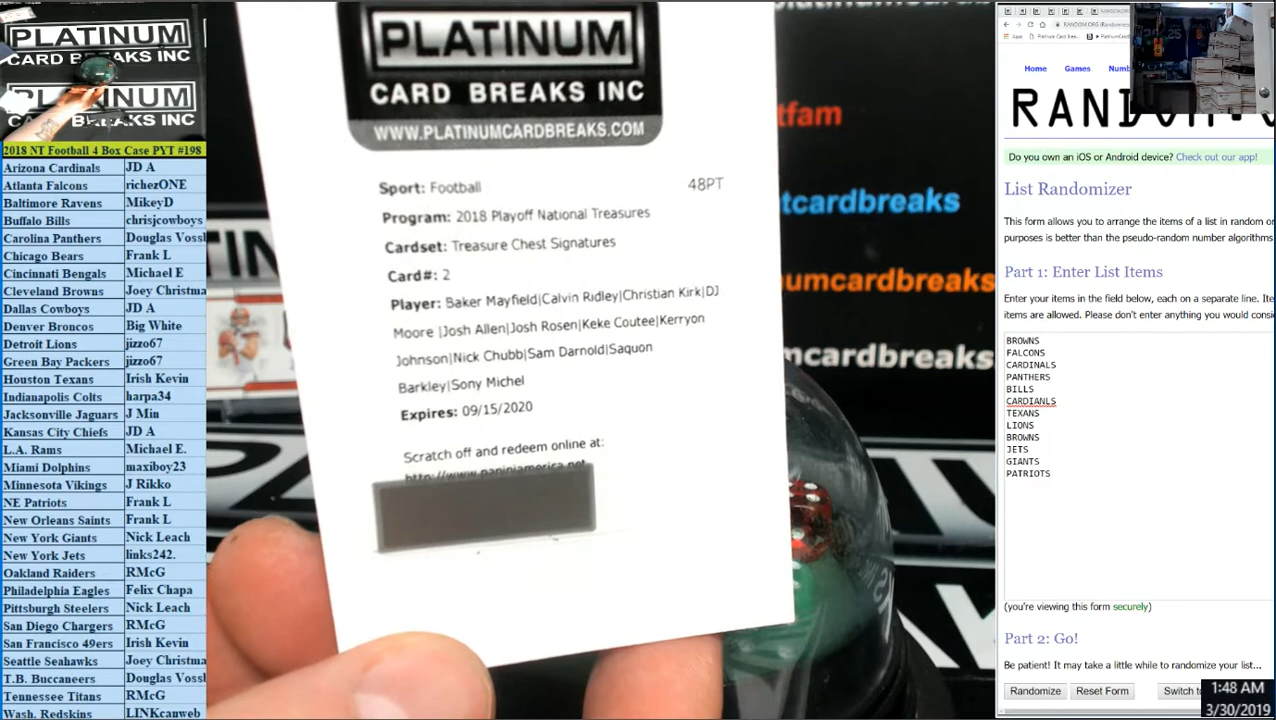 PLATINUM
CARD BREAKS INC
PLATINUM
CARD BREAKS INC
2018 NT Football 4 Box Case PYT #198
Arizona Cardinals JD A
Atlanta Falcons richezONE
Baltimore Ravens MikeyD
Buffalo Bills chrisjcowboys
Carolina Panthers Douglas Voss
Chicago Bears Frank L
Cincinnati Bengals Michael E
Cleveland Browns Joey Christma
Dallas Cowboys JD A
Denver Broncos Big White
Detroit Lions jizzo67
Green Bay Packers jizzo67
Houston Texans Irish Kevin
Indianapolis Colts harpa34
Jacksonville Jaguars J Min
Kansas City Chiefs JD A
L.A. Rams Michael E.
Miami Dolphins maxiboy23
Minnesota Vikings J Rikko
NE Patriots Frank L
New Orleans Saints Frank L
New York Giants Nick Leach
New York Jets links242.
Oakland Raiders RMcG
Philadelphia Eagles Felix Chapa
Pittsburgh Steelers Nick Leach
San Diego Chargers RMcG
San Francisco 49ers Irish Kevin
Seattle Seahawks Joey Christma
T.B. Buccaneers Douglas Voss
Tennessee Titans RMcG
Wash. Redskins LINKcanweb
PLATINUM
CARD BREAKS INC
WWW.PLATINUMCARDBREAKS.COM
Sport: Football 48PT
Program: 2018 Playoff National Treasures
Cardset: Treasure Chest Signatures
Card#: 2
Player: Baker Mayfield|Calvin Ridley|Christian Kirk|DJ
Moore |Josh Allen|Josh Rosen|Keke Coutee|Kerryon
Johnson|Nick Chubb|Sam Darnold|Saquon
Barkley|Sony Michel
Expires: 09/15/2020
Scratch off and redeem online at:
http://www.paniniamerica.net
platinumcardbreaks
tfam
tcardbreaks
numcardbreaks
mcardbreaks
Home Games Numb
RANDOM.O
Do you own an iOS or Android device? Check out our app!
List Randomizer
This form allows you to arrange the items of a list in random or
purposes is better than the pseudo-random number algorithms
Part 1: Enter List Items
Enter your items in the field below, each on a separate line. Ite
items are allowed. Please don't enter anything you would consi
BROWNS
FALCONS
CARDINALS
PANTHERS
BILLS
CARDIANLS
TEXANS
LIONS
BROWNS
JETS
GIANTS
PATRIOTS
(you're viewing this form securely)
Part 2: Go!
Be patient! It may take a little while to randomize your list...
Randomize Reset Form Switch to
1:48 AM
3/30/2019